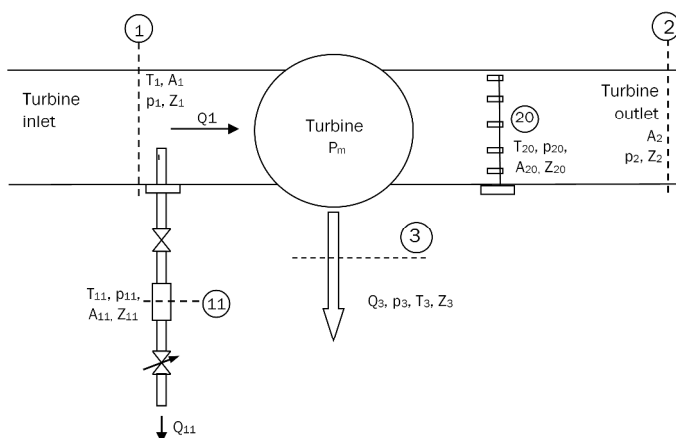 1
2
T₁, A₁
p₁, Z₁
Turbine
inlet
Q1
Turbine
Pₘ
20
T₂₀, p₂₀,
A₂₀, Z₂₀
Turbine
outlet
A₂
p₂, Z₂
3
Q₃, p₃, T₃, Z₃
T₁₁, p₁₁,
A₁₁, Z₁₁
11
Q₁₁